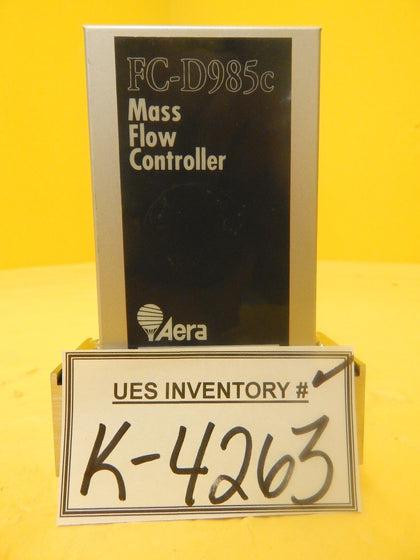 FC-D985c
Mass
Flow
Controller
Aera
UES INVENTORY #
K-4263